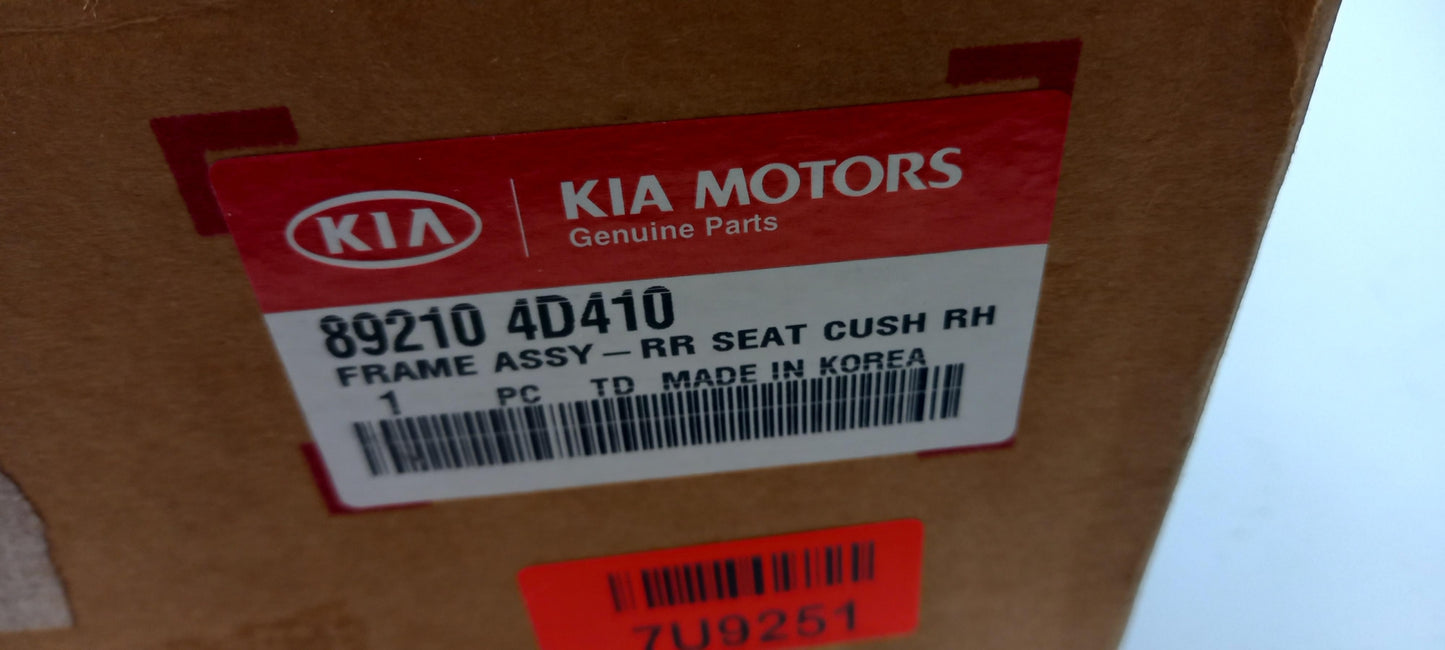 KIA
KIA MOTORS
Genuine Parts
89210 4D410
FRAME ASSY-RR SEAT CUSH RH
1 PC TD MADE IN KOREA
7U9251